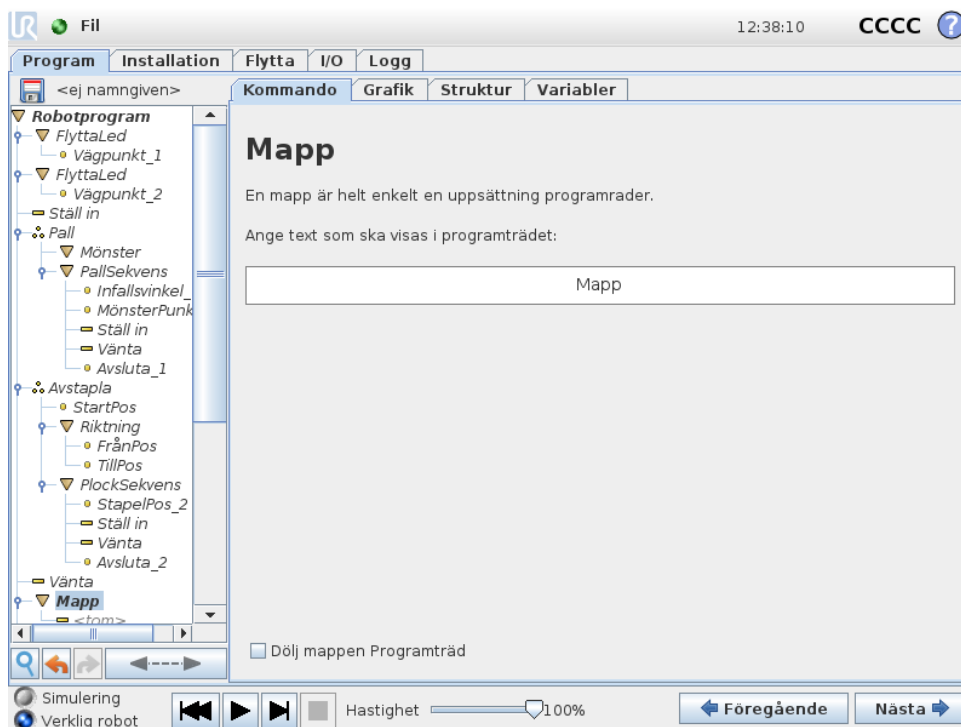 UR
Fil
12:38:10
CCCC
?
Program Installation Flytta I/O Logg
<ej namngiven>
Kommando Grafik Struktur Variabler
Robotprogram
FlyttaLed
Vägpunkt_1
FlyttaLed
Vägpunkt_2
Ställ in
Pall
Mönster
PallSekvens
Infallsvinkel_
MönsterPunk
Ställ in
Vänta
Avsluta_1
Avstapla
StartPos
Riktning
FrånPos
TillPos
PlockSekvens
StapelPos_2
Ställ in
Vänta
Avsluta_2
Vänta
Mapp
<tom>
Mapp
En mapp är helt enkelt en uppsättning programrader.
Ange text som ska visas i programträdet:
Mapp
Dölj mappen Programträd
Simulering
Verklig robot
Hastighet 100%
Föregående
Nästa